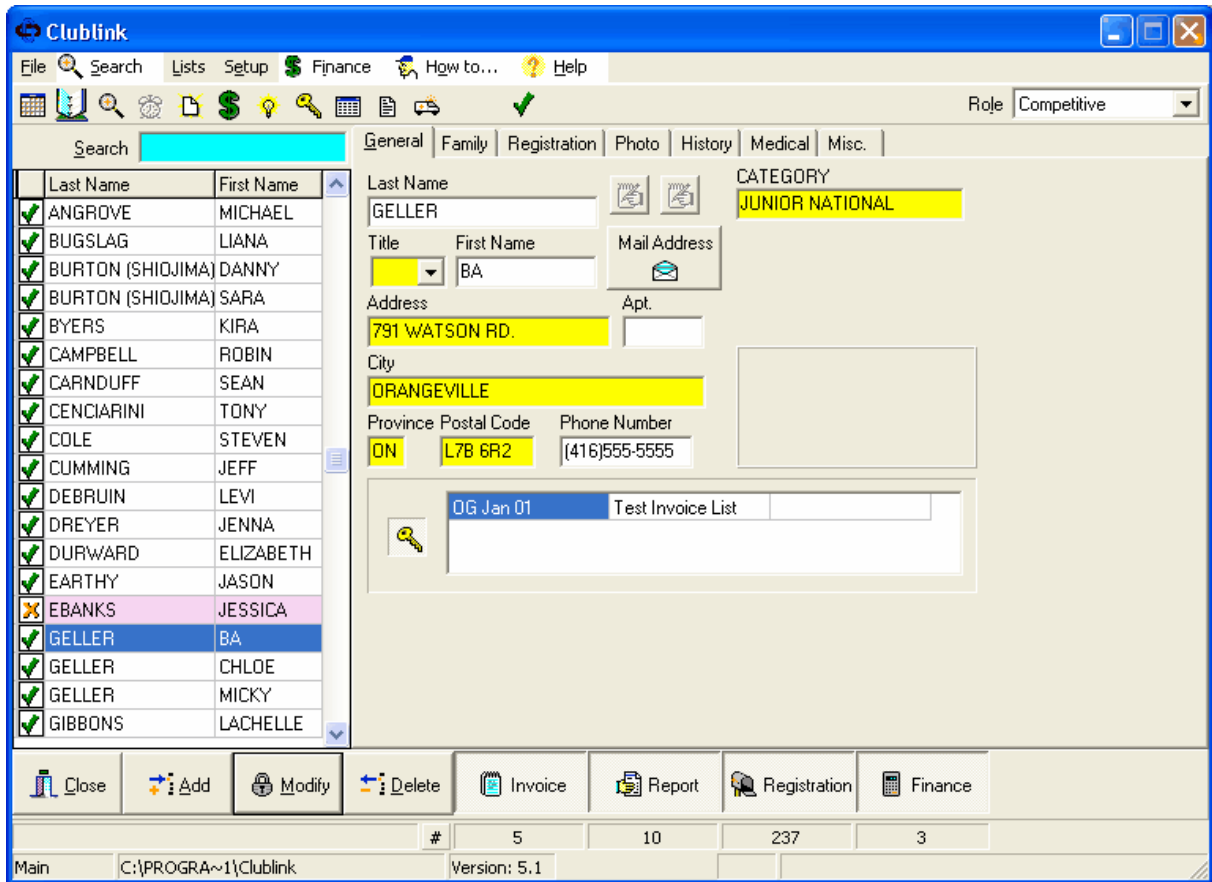 Clublink
File Search Lists Setup $ Finance How to... ? Help
Role Competitive
Search
General Family Registration Photo History Medical Misc.
Last Name First Name
ANGROVE MICHAEL
BUGSLAG LIANA
BURTON (SHIOJIMA) DANNY
BURTON (SHIOJIMA) SARA
BYERS KIRA
CAMPBELL ROBIN
CARNDUFF SEAN
CENCIARINI TONY
COLE STEVEN
CUMMING JEFF
DEBRUIN LEVI
DREYER JENNA
DURWARD ELIZABETH
EARTHY JASON
EBANKS JESSICA
GELLER BA
GELLER CHLOE
GELLER MICKY
GIBBONS LACHELLE
Last Name
GELLER
CATEGORY
JUNIOR NATIONAL
Title First Name
BA
Mail Address
Address Apt.
791 WATSON RD.
City
ORANGEVILLE
Province Postal Code Phone Number
ON L7B 6R2 (416)555-5555
OG Jan 01 Test Invoice List
Close Add Modify Delete Invoice Report Registration Finance
# 5 10 237 3
Main C:\PROGRA~1\Clublink Version: 5.1